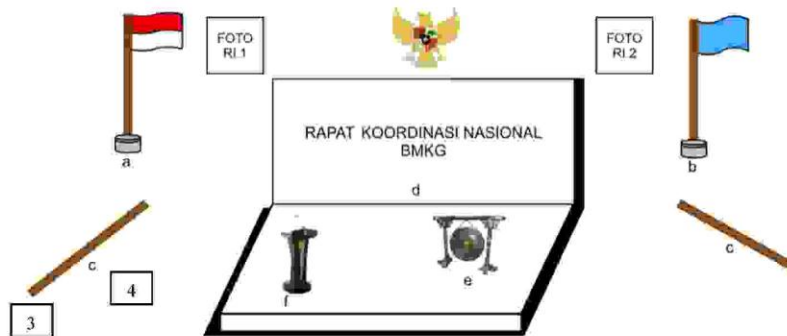 FOTO
RI.1
FOTO
RI.2
RAPAT KOORDINASI NASIONAL
BMKG
a
b
d
c
c
4
f
e
3